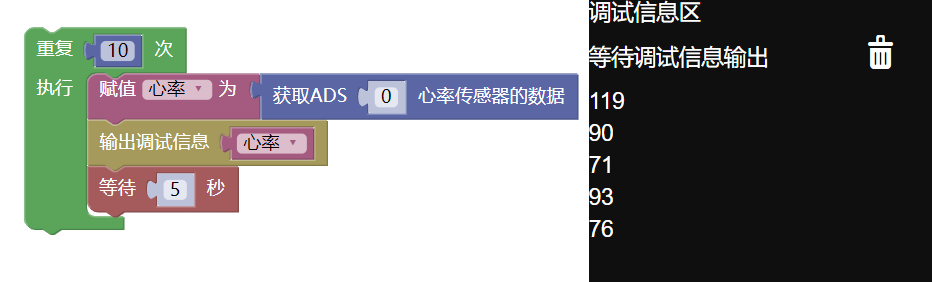 重复 10 次
执行 赋值 心率 为 获取ADS 0 心率传感器的数据
输出调试信息 心率
等待 5 秒
调试信息区
等待调试信息输出
119
90
71
93
76